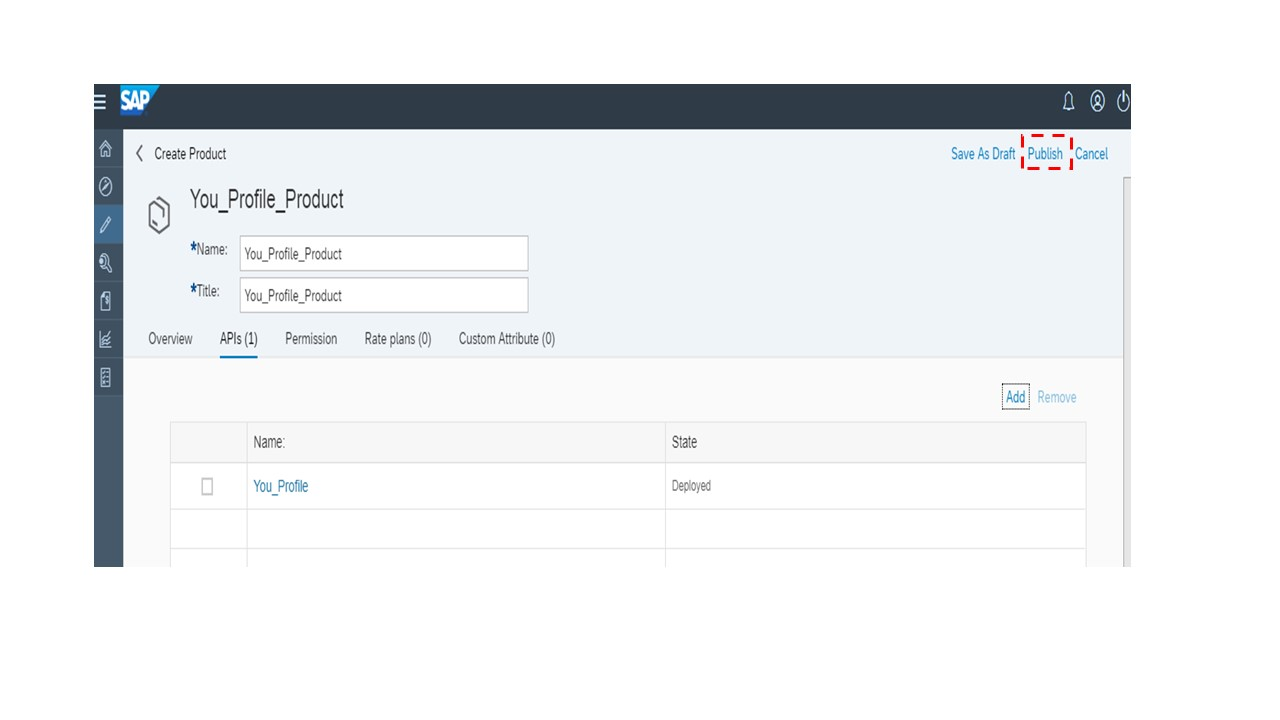 SAP
Create Product
Save As Draft Publish Cancel
You_Profile_Product
*Name: You_Profile_Product
*Title: You_Profile_Product
Overview APIs (1) Permission Rate plans (0) Custom Attribute (0)
Add Remove
Name: State
You_Profile Deployed